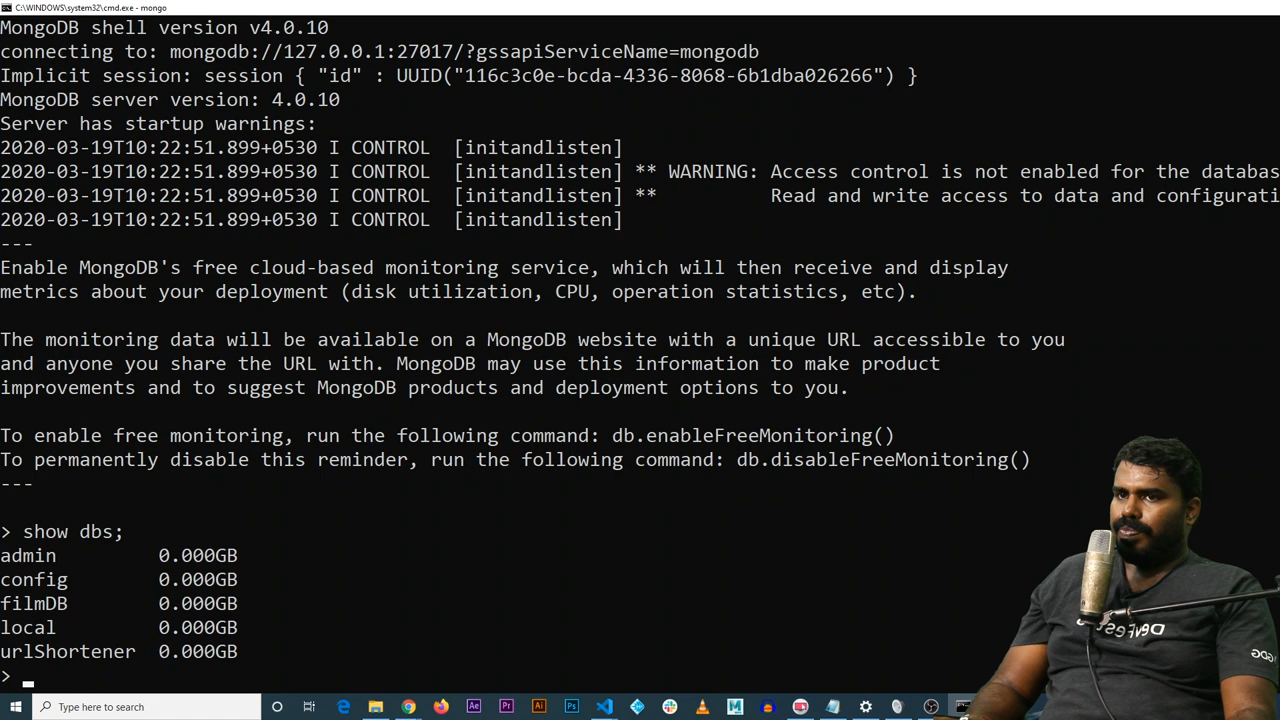 C:\WINDOWS\system32\cmd.exe - mongo
MongoDB shell version v4.0.10
connecting to: mongodb://127.0.0.1:27017/?gssapiServiceName=mongodb
Implicit session: session { "id" : UUID("116c3c0e-bcda-4336-8068-6b1dba026266") }
MongoDB server version: 4.0.10
Server has startup warnings:
2020-03-19T10:22:51.899+0530 I CONTROL  [initandlisten]
2020-03-19T10:22:51.899+0530 I CONTROL  [initandlisten] ** WARNING: Access control is not enabled for the databas
2020-03-19T10:22:51.899+0530 I CONTROL  [initandlisten] **          Read and write access to data and configurati
2020-03-19T10:22:51.899+0530 I CONTROL  [initandlisten]
---
Enable MongoDB's free cloud-based monitoring service, which will then receive and display
metrics about your deployment (disk utilization, CPU, operation statistics, etc).
The monitoring data will be available on a MongoDB website with a unique URL accessible to you
and anyone you share the URL with. MongoDB may use this information to make product
improvements and to suggest MongoDB products and deployment options to you.
To enable free monitoring, run the following command: db.enableFreeMonitoring()
To permanently disable this reminder, run the following command: db.disableFreeMonitoring()
---
> show dbs;
admin         0.000GB
config        0.000GB
filmDB        0.000GB
local         0.000GB
urlShortener  0.000GB
>
DevFest
GDG
Type here to search
Ae Pr Ai Ps